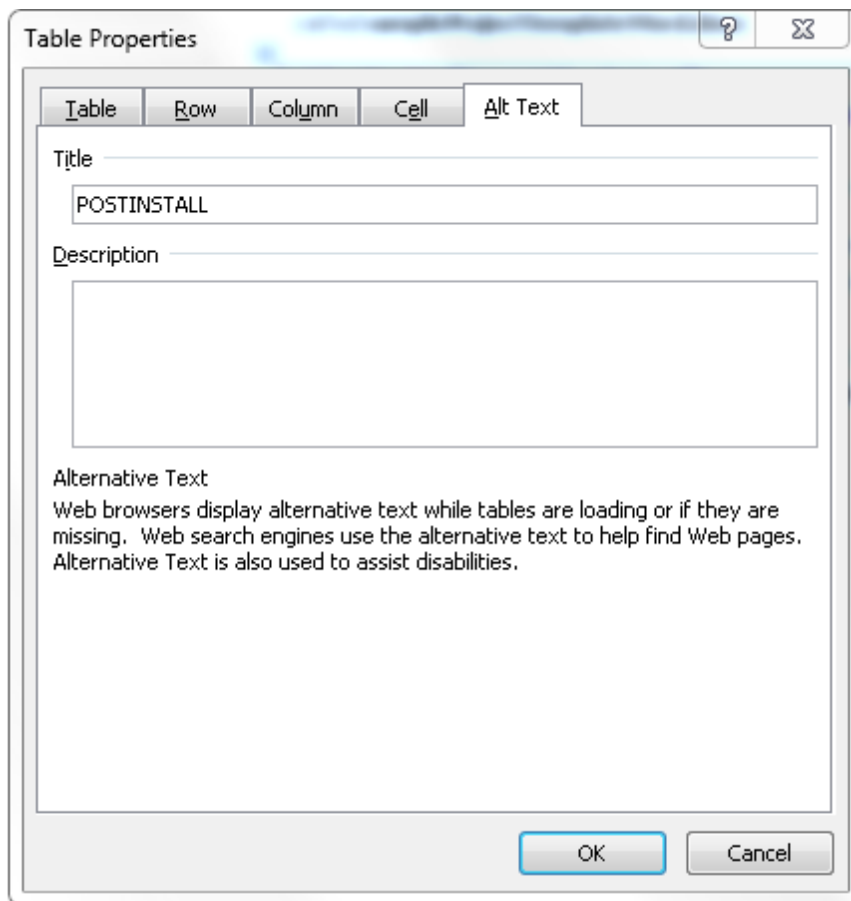 Table Properties
Table Row Column Cell Alt Text
Title
POSTINSTALL
Description
Alternative Text
Web browsers display alternative text while tables are loading or if they are
missing.  Web search engines use the alternative text to help find Web pages.
Alternative Text is also used to assist disabilities.
OK Cancel